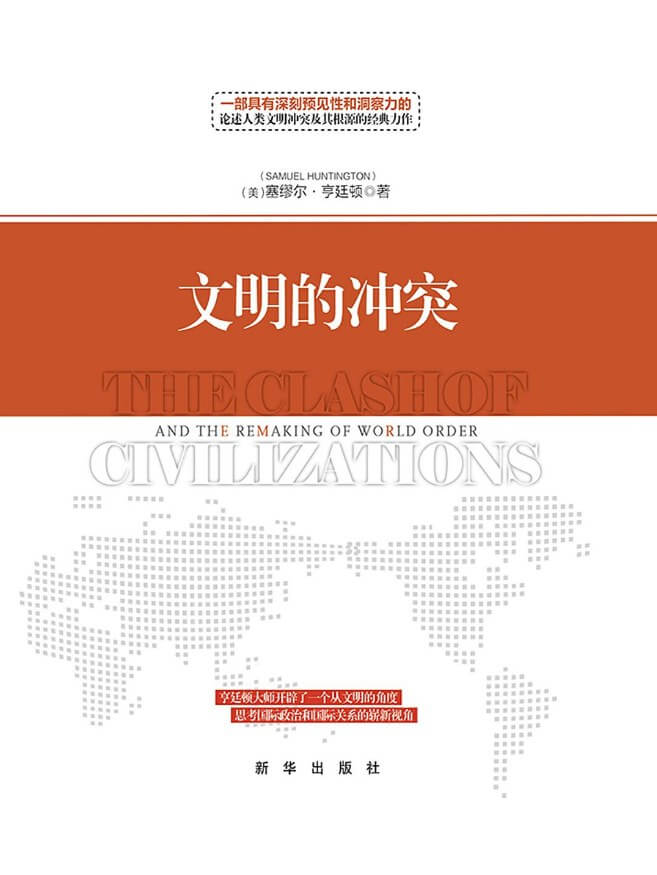 一部具有深刻预见性和洞察力的
论述人类文明冲突及其根源的经典力作
(SAMUEL HUNTINGTON)
(美)塞缪尔·亨廷顿◎著
文明的冲突
THE CLASH OF
AND THE REMAKING OF WORLD ORDER
CIVILIZATIONS
亨廷顿大师开辟了一个从文明的角度
思考国际政治和国际关系的崭新视角
新华出版社